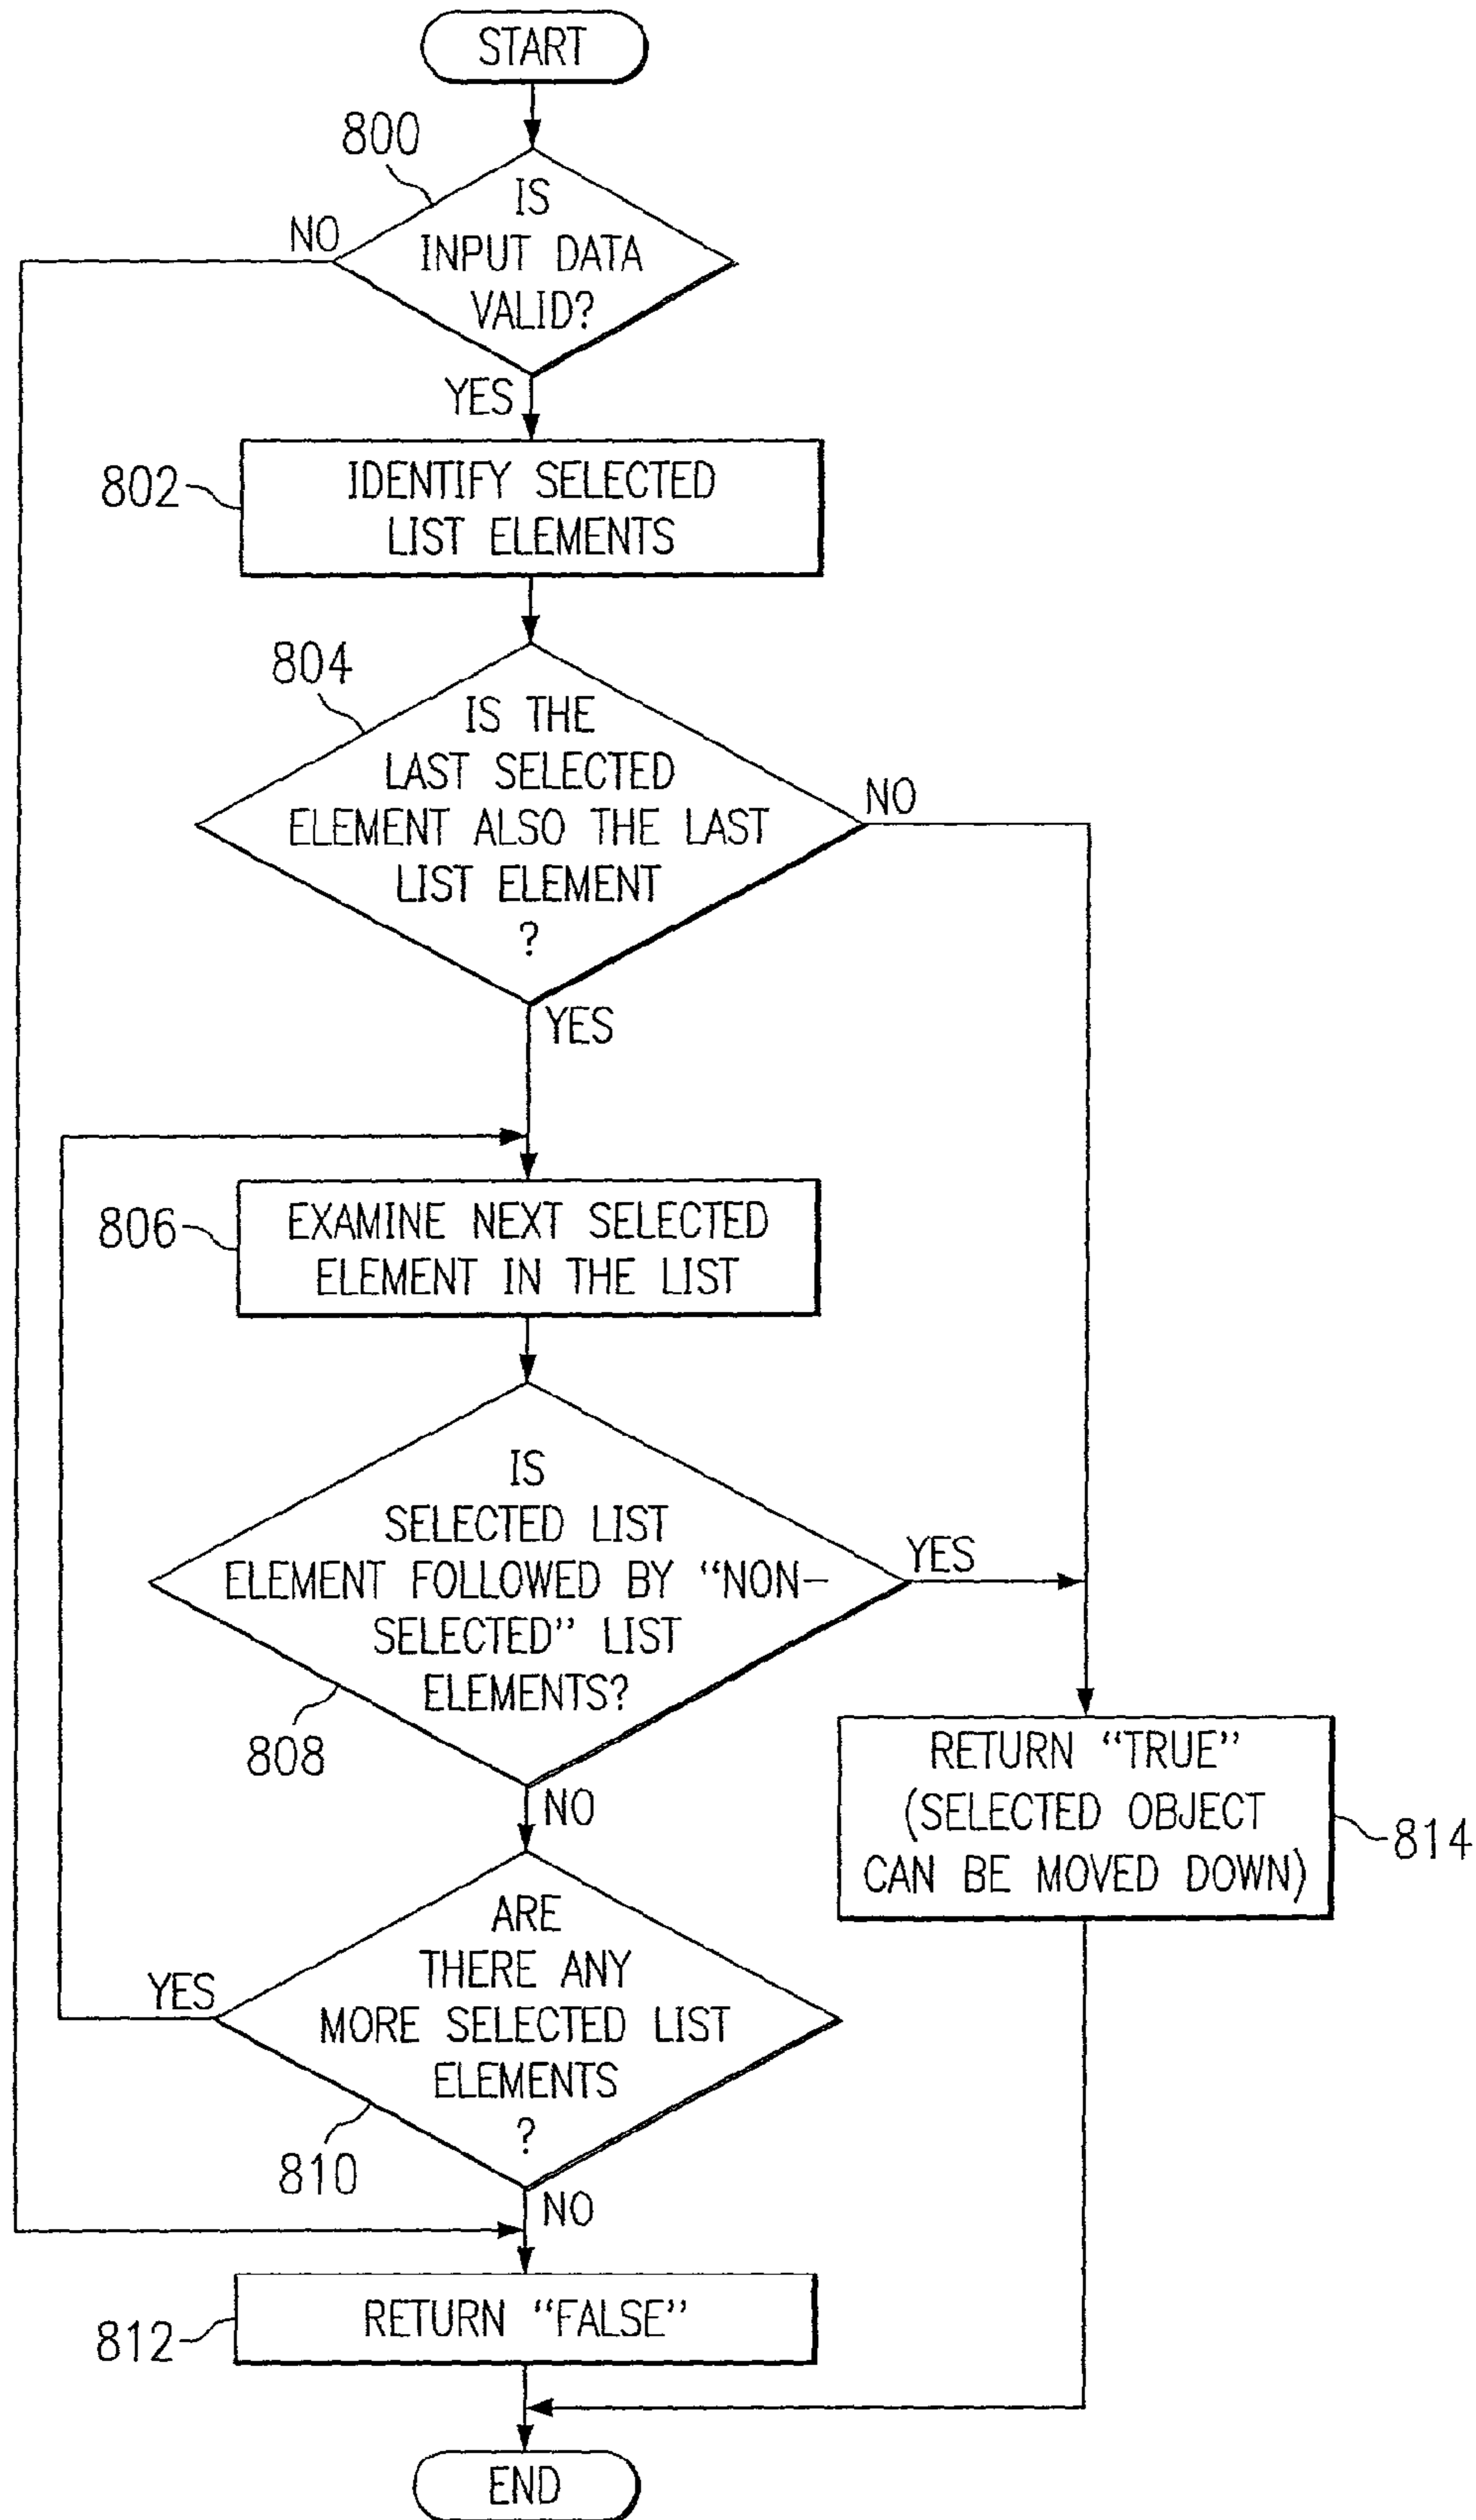 START
800
IS
INPUT DATA
VALID?
NO
YES
802
IDENTIFY SELECTED
LIST ELEMENTS
804
IS THE
LAST SELECTED
ELEMENT ALSO THE LAST
LIST ELEMENT
?
NO
YES
806
EXAMINE NEXT SELECTED
ELEMENT IN THE LIST
IS
SELECTED LIST
ELEMENT FOLLOWED BY “NON-
SELECTED” LIST
ELEMENTS?
YES
808
NO
RETURN “TRUE”
(SELECTED OBJECT
CAN BE MOVED DOWN)
814
ARE
THERE ANY
MORE SELECTED LIST
ELEMENTS
?
YES
810
NO
812
RETURN “FALSE”
END